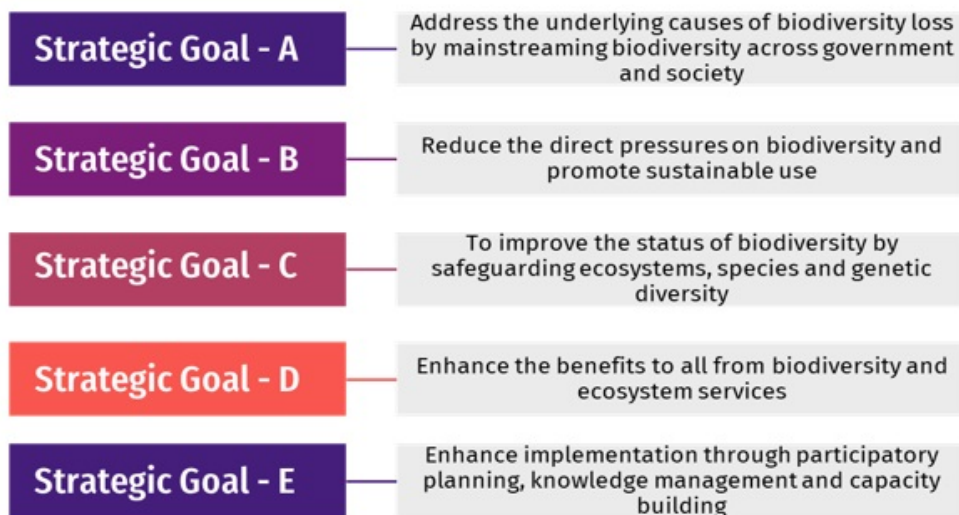 Strategic Goal - A
Address the underlying causes of biodiversity loss
by mainstreaming biodiversity across government
and society
Strategic Goal - B
Reduce the direct pressures on biodiversity and
promote sustainable use
Strategic Goal - C
To improve the status of biodiversity by
safeguarding ecosystems, species and genetic
diversity
Strategic Goal - D
Enhance the benefits to all from biodiversity and
ecosystem services
Strategic Goal - E
Enhance implementation through participatory
planning, knowledge management and capacity
building